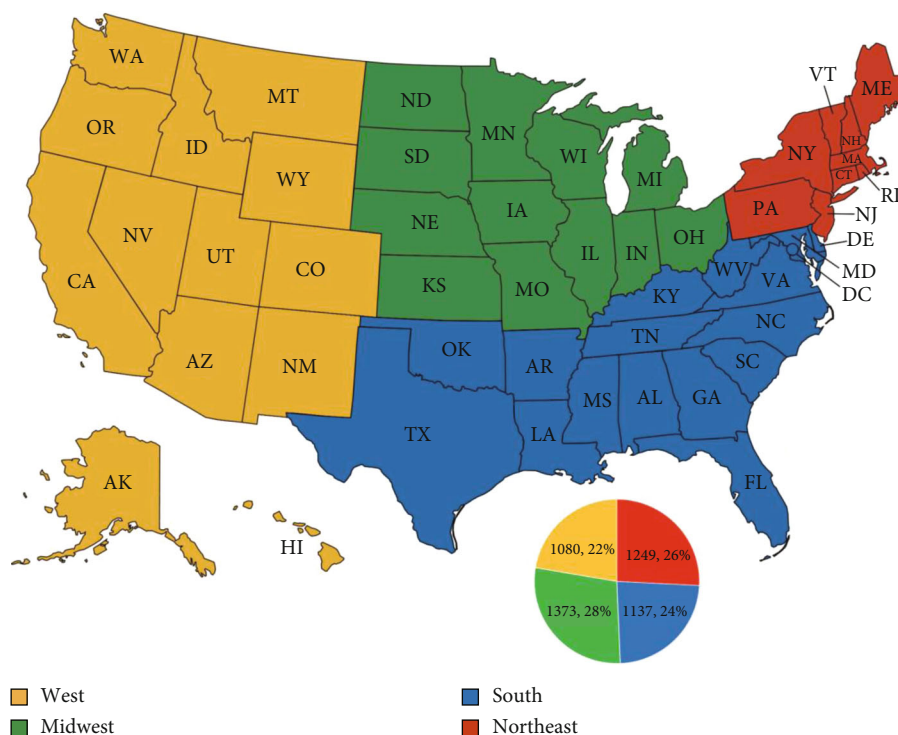 WA
VT
ME
MT
ND
OR
MN
NH
ID
NY
MA
SD
WI
CT
MI
WY
RI
PA
IA
NJ
NE
NV
OH
DE
UT
IL
IN
CO
WV
MD
CA
KS
VA
MO
DC
KY
NC
TN
OK
SC
AZ
NM
AR
MS
AL
GA
TX
LA
AK
FL
HI
1080, 22%
1249, 26%
1373, 28%
1137, 24%
West
South
Midwest
Northeast